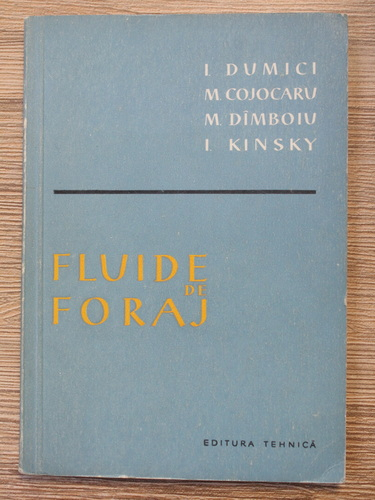 I. DUMICI
M. COJOCARU
M. DÎMBOIU
I. KINSKY
FLUIDE
DE
FORAJ
EDITURA TEHNICĂ